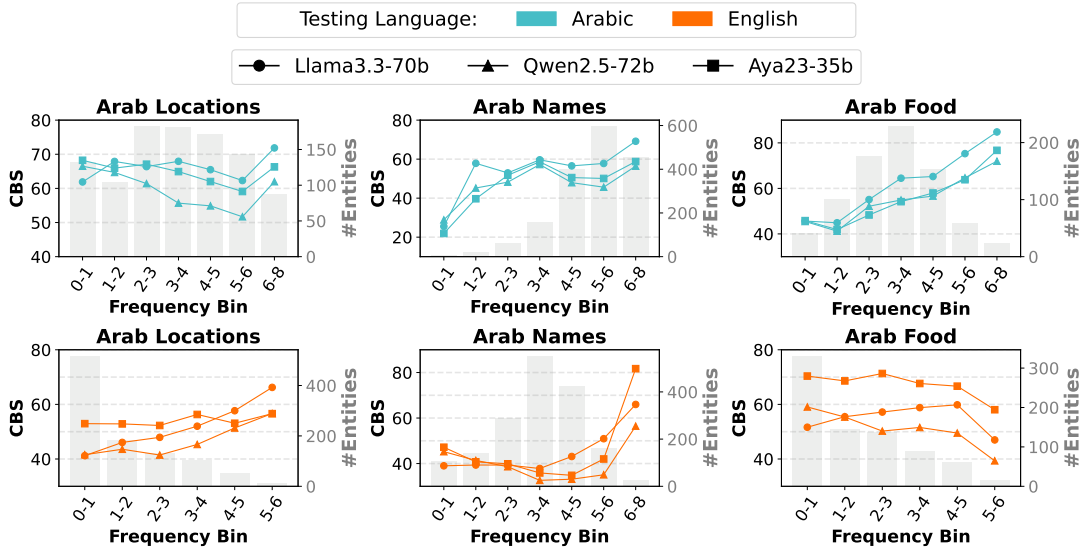 Testing Language: Arabic English
Llama3.3-70b Qwen2.5-72b Aya23-35b
Arab Locations
CBS
80
70
60
50
40
150
100
50
0
#Entities
0-1 1-2 2-3 3-4 4-5 5-6 6-8
Frequency Bin
Arab Names
CBS
80
60
40
20
600
400
200
0
#Entities
0-1 1-2 2-3 3-4 4-5 5-6 6-8
Frequency Bin
Arab Food
CBS
80
60
40
200
100
0
#Entities
0-1 1-2 2-3 3-4 4-5 5-6 6-8
Frequency Bin
Arab Locations
CBS
80
60
40
400
200
0
#Entities
0-1 1-2 2-3 3-4 4-5 5-6
Frequency Bin
Arab Names
CBS
80
60
40
400
200
0
#Entities
0-1 1-2 2-3 3-4 4-5 5-6 6-8
Frequency Bin
Arab Food
CBS
80
60
40
300
200
100
0
#Entities
0-1 1-2 2-3 3-4 4-5 5-6
Frequency Bin